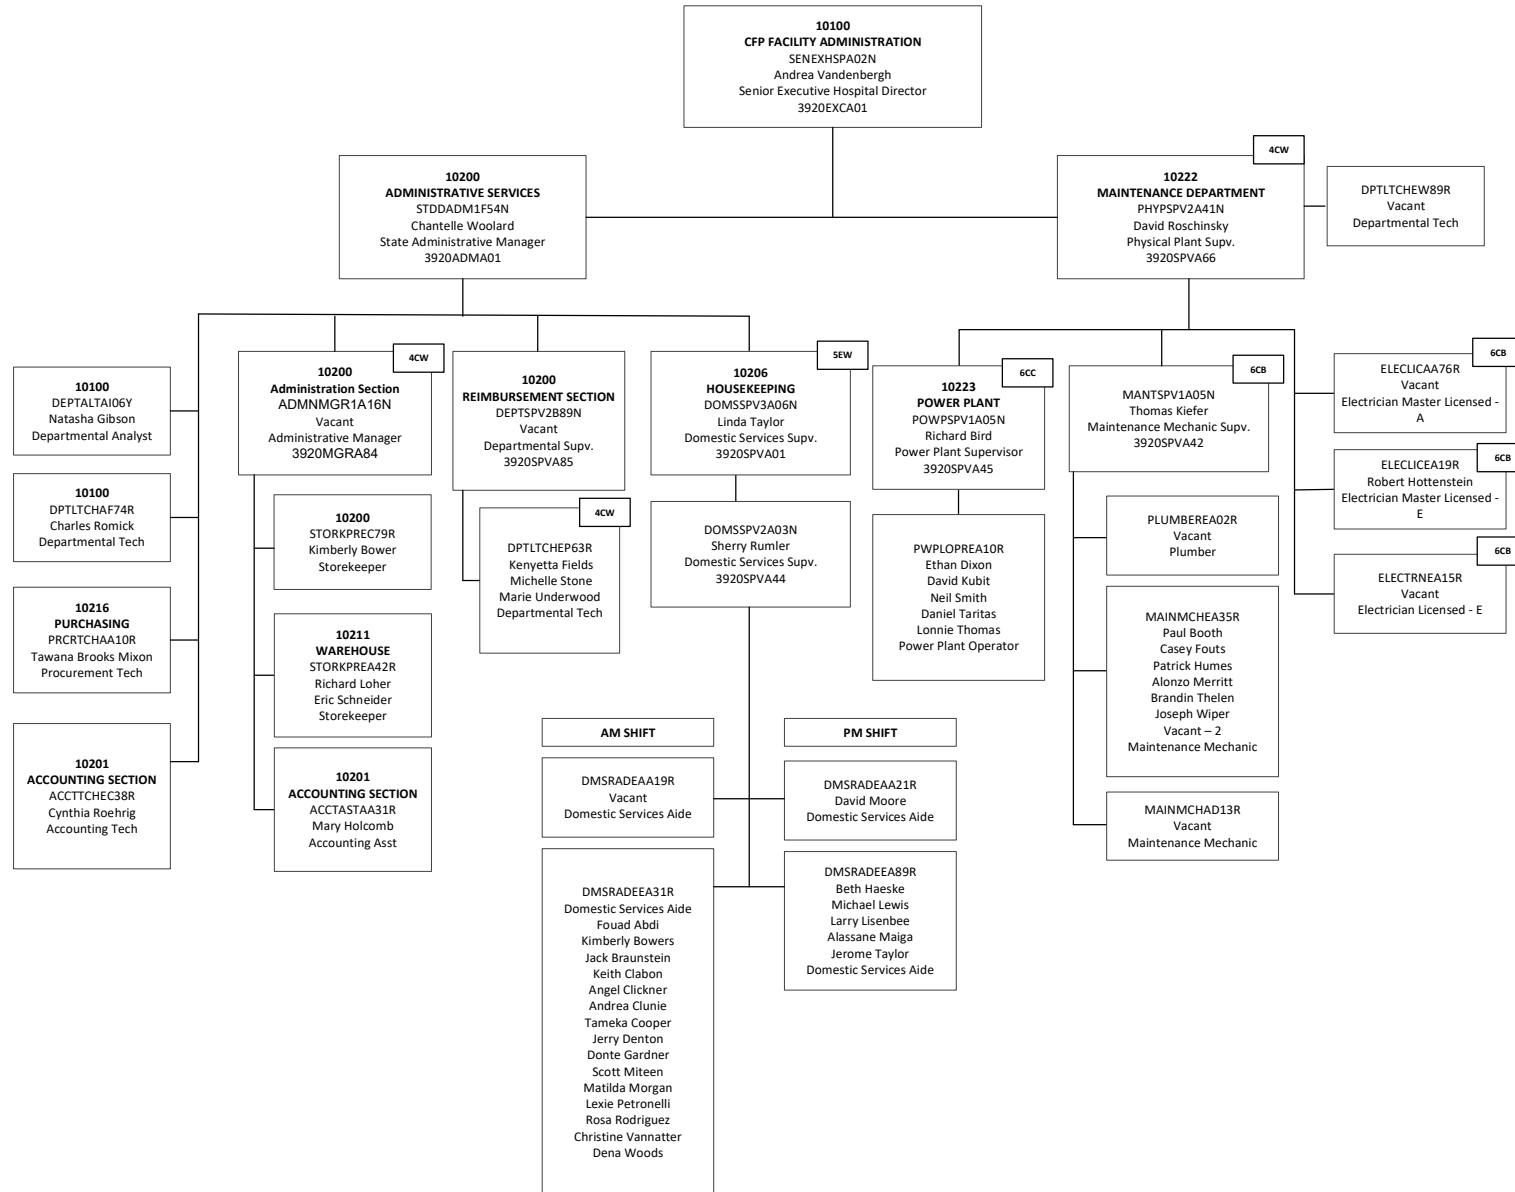 10100
CFP FACILITY ADMINISTRATION
SENEXHSPA02N
Andrea Vandenbergh
Senior Executive Hospital Director
3920EXCA01
10200
ADMINISTRATIVE SERVICES
STDDADM1F54N
Chantelle Woolard
State Administrative Manager
3920ADMA01
4CW
10222
MAINTENANCE DEPARTMENT
PHYPSPV2A41N
David Roschinsky
Physical Plant Supv.
3920SPVA66
DPTLTCHEW89R
Vacant
Departmental Tech
10100
DEPTALTAI06Y
Natasha Gibson
Departmental Analyst
10100
DPTLTCHAF74R
Charles Romick
Departmental Tech
10216
PURCHASING
PRCRTCHAA10R
Tawana Brooks Mixon
Procurement Tech
10201
ACCOUNTING SECTION
ACCTTCHEC38R
Cynthia Roehrig
Accounting Tech
4CW
10200
Administration Section
ADMNMGR1A16N
Vacant
Administrative Manager
3920MGRA84
10200
STORKPREC79R
Kimberly Bower
Storekeeper
10211
WAREHOUSE
STORKPREA42R
Richard Loher
Eric Schneider
Storekeeper
10201
ACCOUNTING SECTION
ACCTASTAA31R
Mary Holcomb
Accounting Asst
10200
REIMBURSEMENT SECTION
DEPTSPV2B89N
Vacant
Departmental Supv.
3920SPVA85
4CW
DPTLTCHEP63R
Kenyetta Fields
Michelle Stone
Marie Underwood
Departmental Tech
5EW
10206
HOUSEKEEPING
DOMSSPV3A06N
Linda Taylor
Domestic Services Supv.
3920SPVA01
DOMSSPV2A03N
Sherry Rumler
Domestic Services Supv.
3920SPVA44
AM SHIFT
DMSRADEAA19R
Vacant
Domestic Services Aide
DMSRADEEA31R
Domestic Services Aide
Fouad Abdi
Kimberly Bowers
Jack Braunstein
Keith Clabon
Angel Clickner
Andrea Clunie
Tameka Cooper
Jerry Denton
Donte Gardner
Scott Miteen
Matilda Morgan
Lexie Petronelli
Rosa Rodriguez
Christine Vannatter
Dena Woods
PM SHIFT
DMSRADEAA21R
David Moore
Domestic Services Aide
DMSRADEEA89R
Beth Haeske
Michael Lewis
Larry Lisenbee
Alassane Maiga
Jerome Taylor
Domestic Services Aide
6CC
10223
POWER PLANT
POWPSPV1A05N
Richard Bird
Power Plant Supervisor
3920SPVA45
PWPLOPREA10R
Ethan Dixon
David Kubit
Neil Smith
Daniel Taritas
Lonnie Thomas
Power Plant Operator
6CB
MANTSPV1A05N
Thomas Kiefer
Maintenance Mechanic Supv.
3920SPVA42
PLUMBEREA02R
Vacant
Plumber
MAINMCHEA35R
Paul Booth
Casey Fouts
Patrick Humes
Alonzo Merritt
Brandin Thelen
Joseph Wiper
Vacant – 2
Maintenance Mechanic
MAINMCHAD13R
Vacant
Maintenance Mechanic
6CB
ELECLICAA76R
Vacant
Electrician Master Licensed -
A
6CB
ELECLICEA19R
Robert Hottenstein
Electrician Master Licensed -
E
6CB
ELECTRNEA15R
Vacant
Electrician Licensed - E